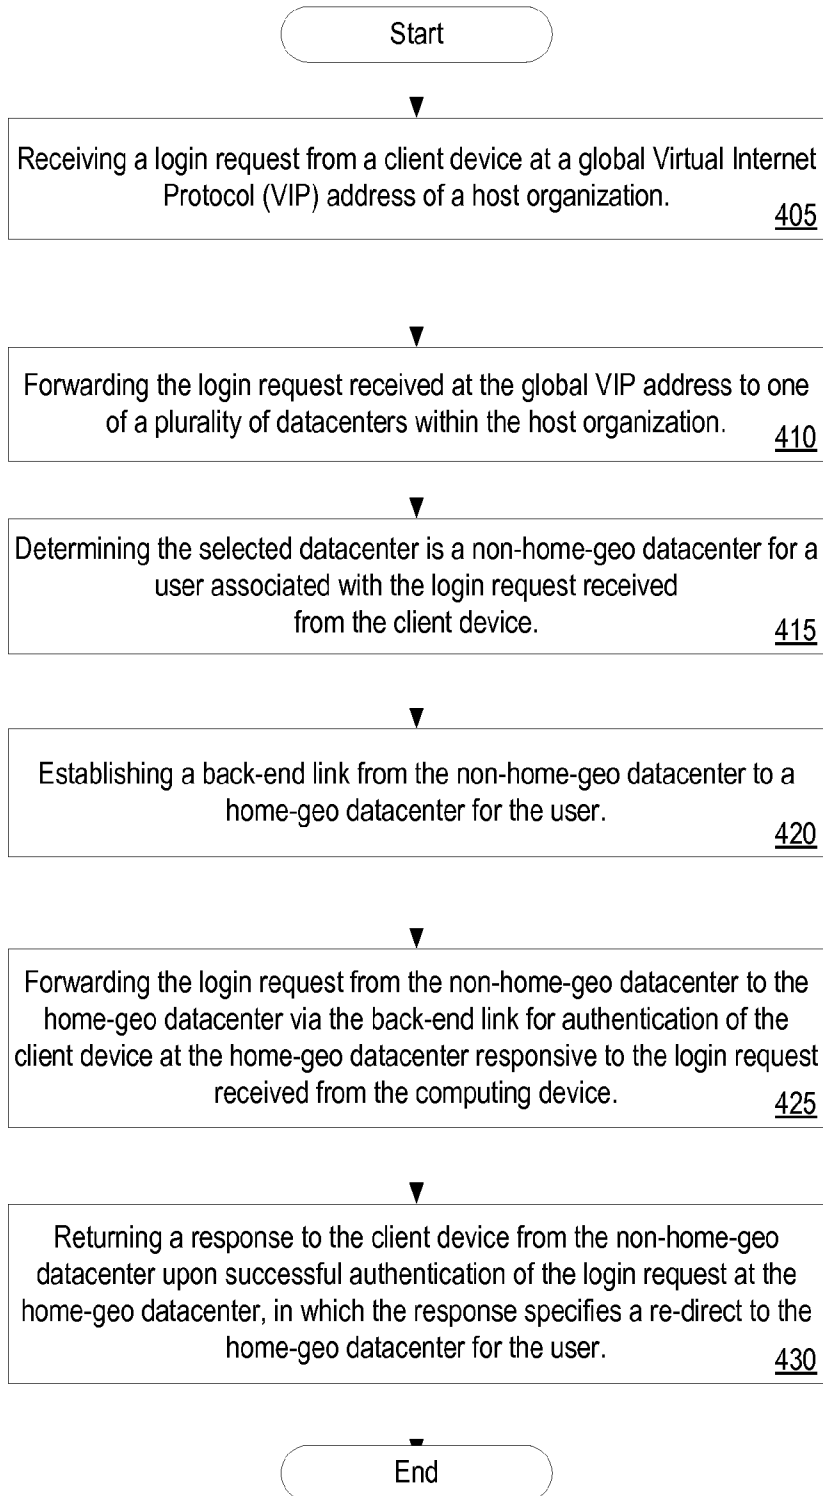 Start
Receiving a login request from a client device at a global Virtual Internet
Protocol (VIP) address of a host organization.
405
Forwarding the login request received at the global VIP address to one
of a plurality of datacenters within the host organization.
410
Determining the selected datacenter is a non-home-geo datacenter for a
user associated with the login request received
from the client device.
415
Establishing a back-end link from the non-home-geo datacenter to a
home-geo datacenter for the user.
420
Forwarding the login request from the non-home-geo datacenter to the
home-geo datacenter via the back-end link for authentication of the
client device at the home-geo datacenter responsive to the login request
received from the computing device.
425
Returning a response to the client device from the non-home-geo
datacenter upon successful authentication of the login request at the
home-geo datacenter, in which the response specifies a re-direct to the
home-geo datacenter for the user.
430
End